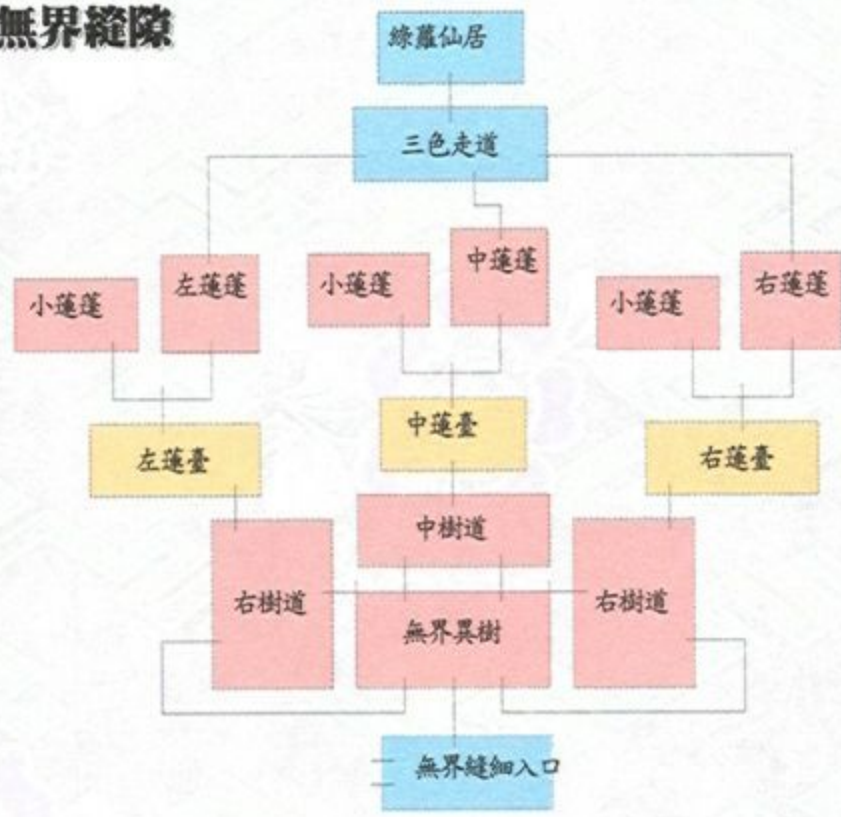 無界縫隙
綠蘿仙居
三色走道
小蓮蓬
左蓮蓬
小蓮蓬
中蓮蓬
小蓮蓬
右蓮蓬
左蓮臺
中蓮臺
右蓮臺
中樹道
右樹道
無界異樹
右樹道
無界縫細入口